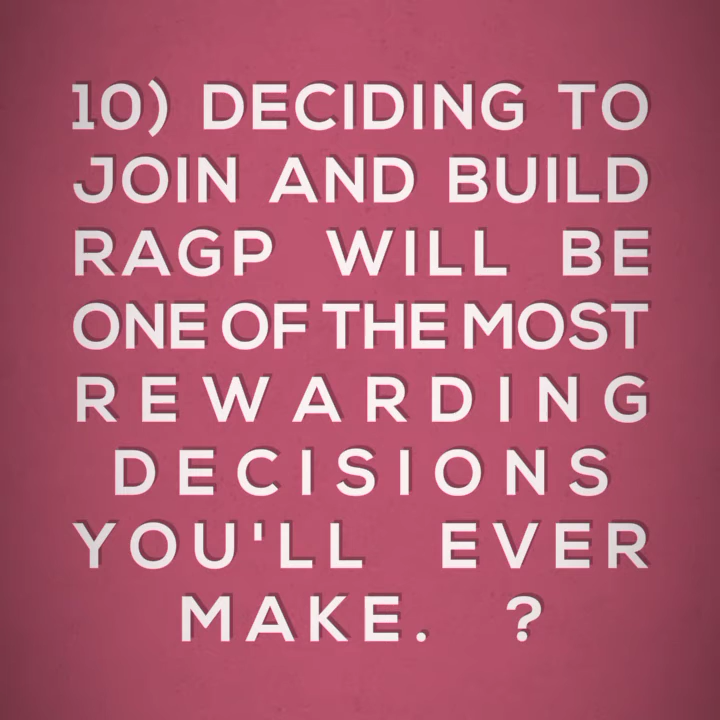 10) DECIDING TO
JOIN AND BUILD
RAGP WILL BE
ONE OF THE MOST
REWARDING
DECISIONS
YOU'LL EVER
MAKE. ?